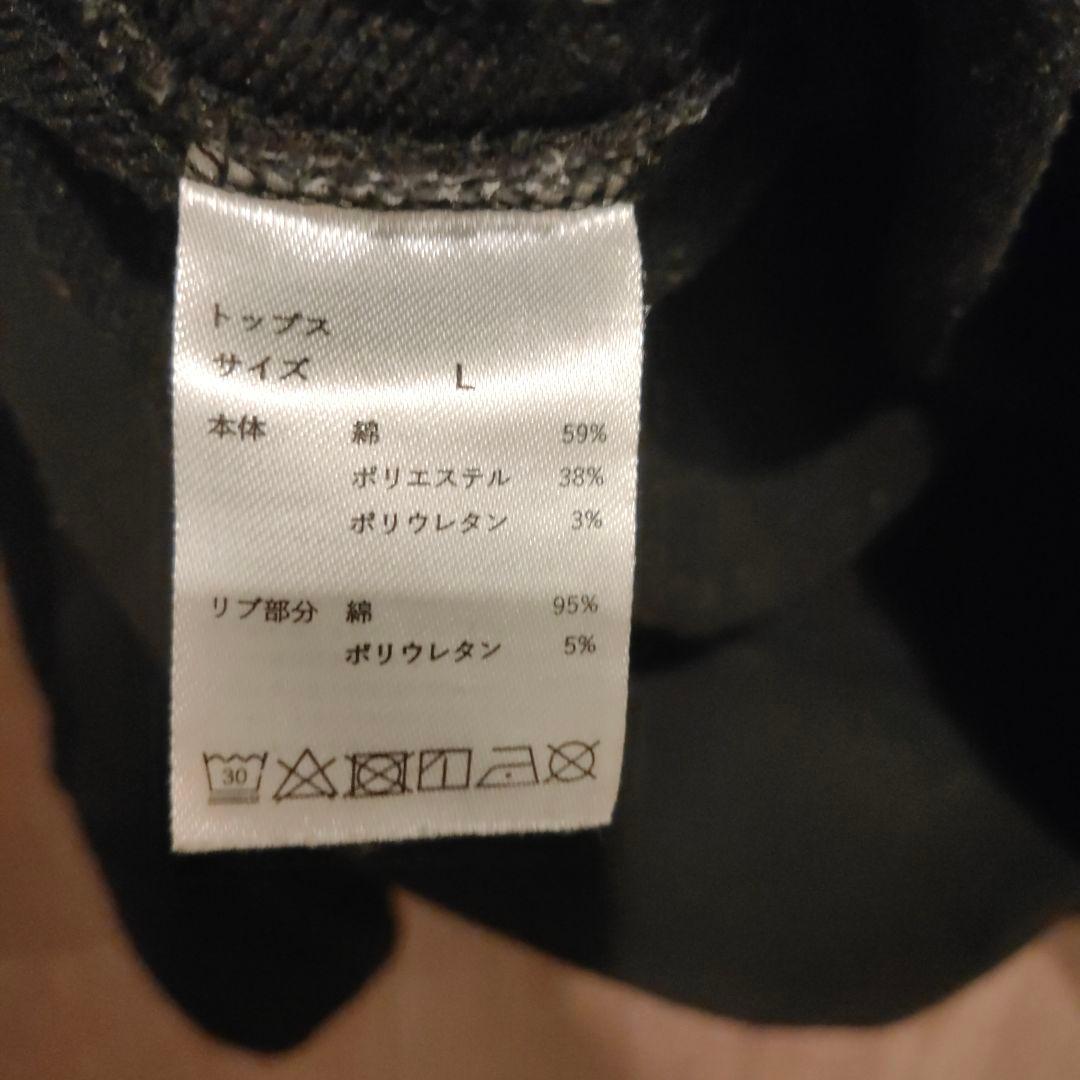 トップス
サイズ L
本体 綿 59%
ポリエステル 38%
ポリウレタン 3%
リブ部分 綿 95%
ポリウレタン 5%
30